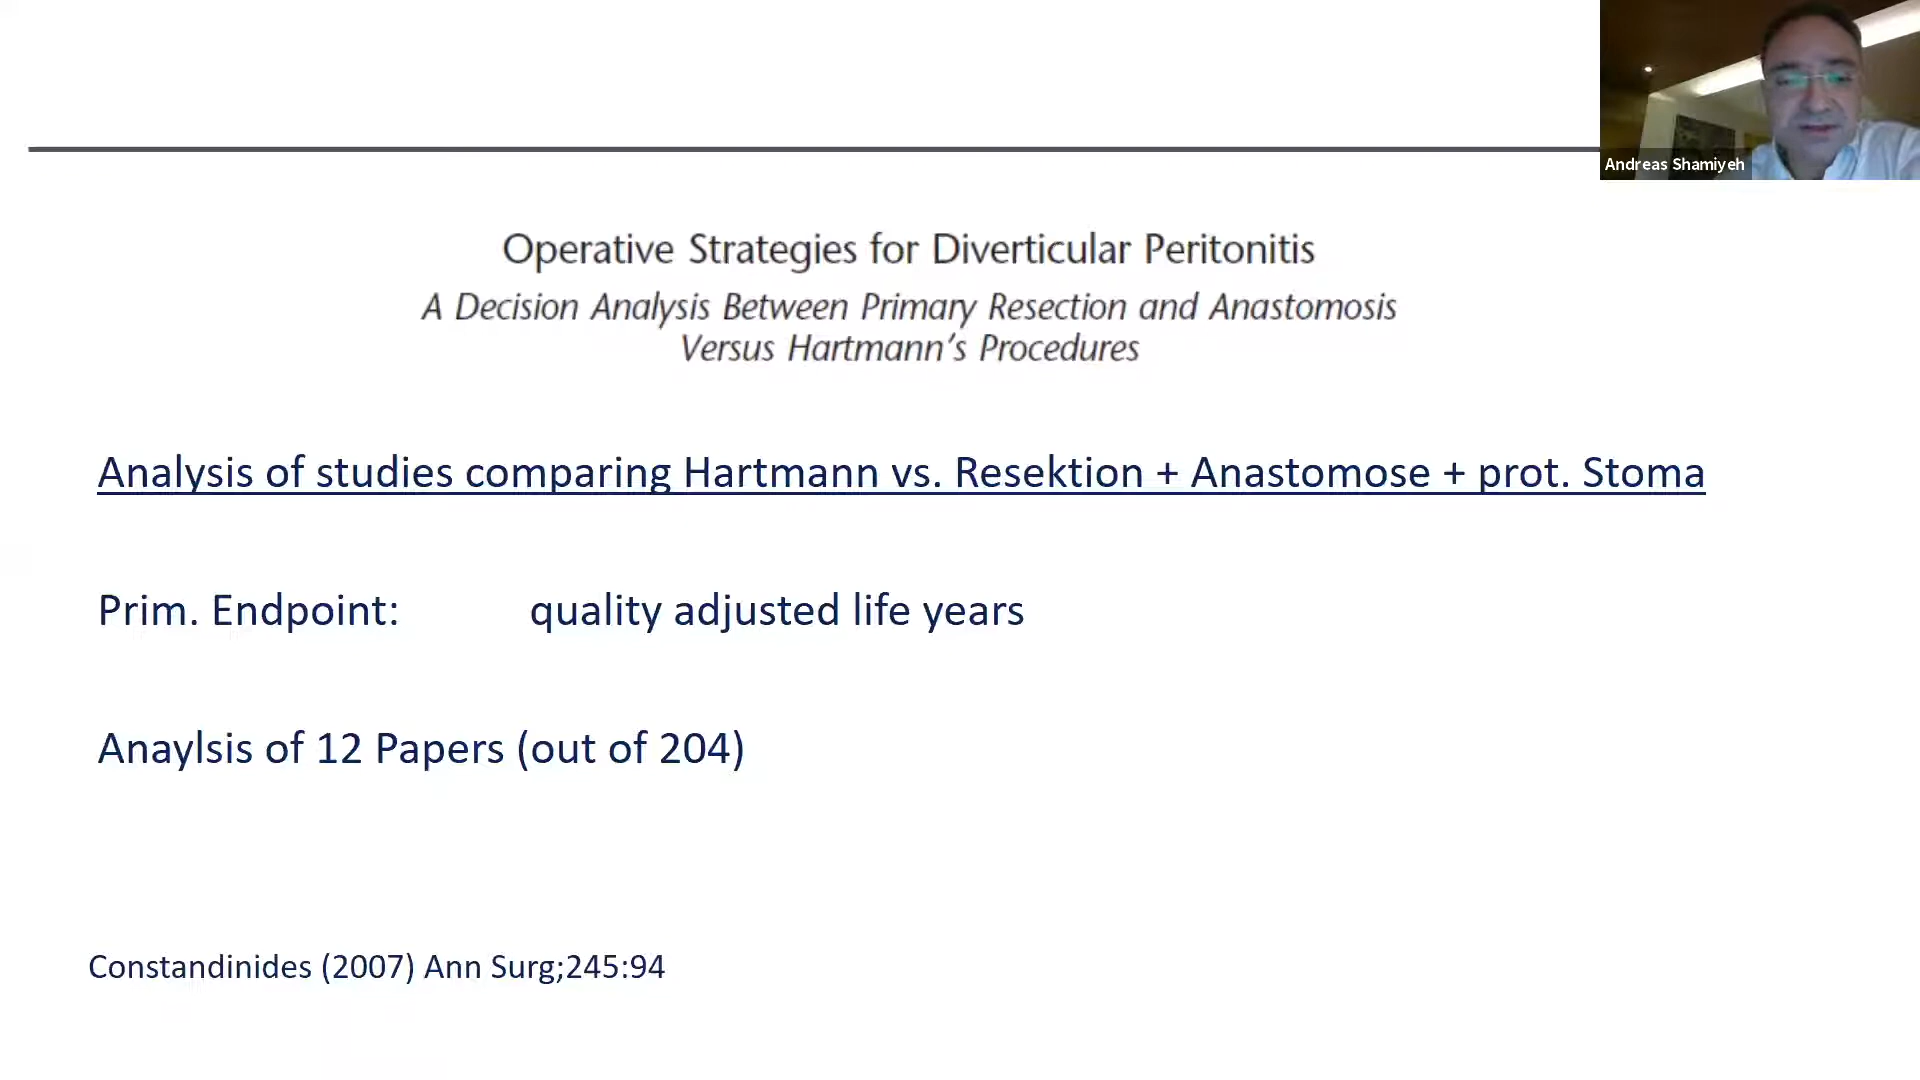 Andreas Shamiyeh
Operative Strategies for Diverticular Peritonitis
A Decision Analysis Between Primary Resection and Anastomosis
Versus Hartmann’s Procedures
Analysis of studies comparing Hartmann vs. Resektion + Anastomose + prot. Stoma
Prim. Endpoint: quality adjusted life years
Anaylsis of 12 Papers (out of 204)
Constandinides (2007) Ann Surg;245:94